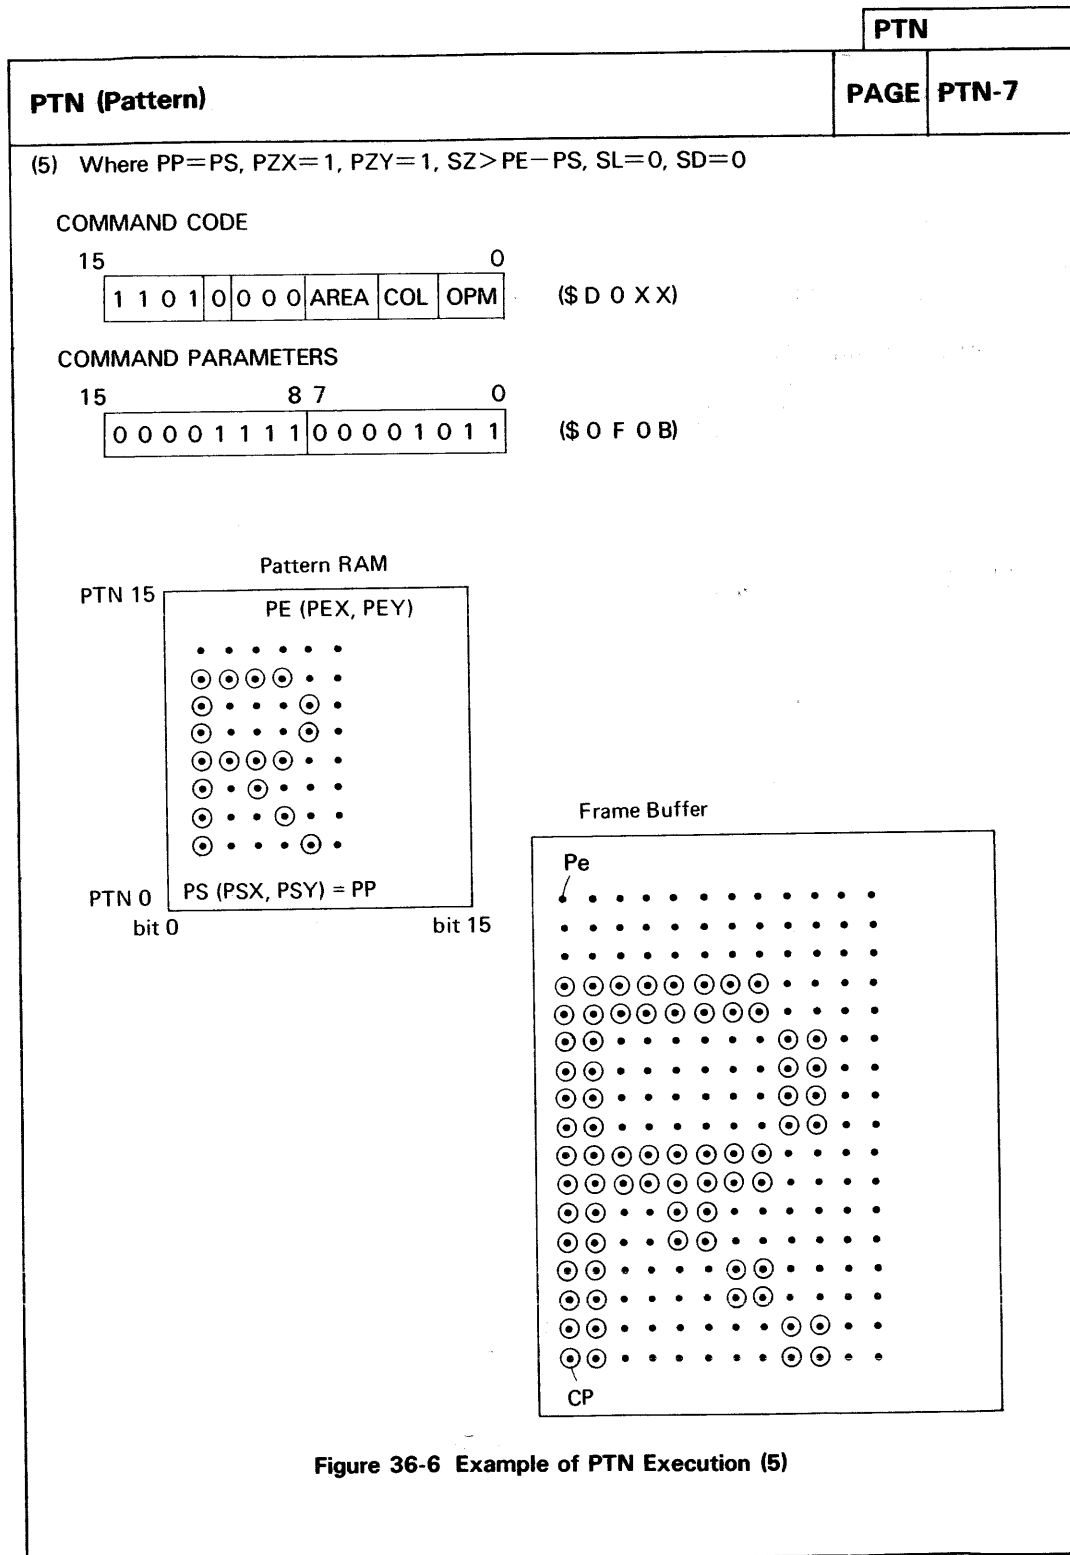 PTN
PTN (Pattern) PAGE PTN-7
(5) Where PP=PS, PZX=1, PZY=1, SZ>PE−PS, SL=0, SD=0
COMMAND CODE
15 0
1 1 0 1 0 0 0 0 AREA COL OPM ($ D 0 X X)
COMMAND PARAMETERS
15 8 7 0
0 0 0 0 1 1 1 1 0 0 0 0 1 0 1 1 ($ 0 F 0 B)
Pattern RAM
PTN 15
PE (PEX, PEY)
PTN 0
PS (PSX, PSY) = PP
bit 0 bit 15
Frame Buffer
Pe
CP
Figure 36-6 Example of PTN Execution (5)